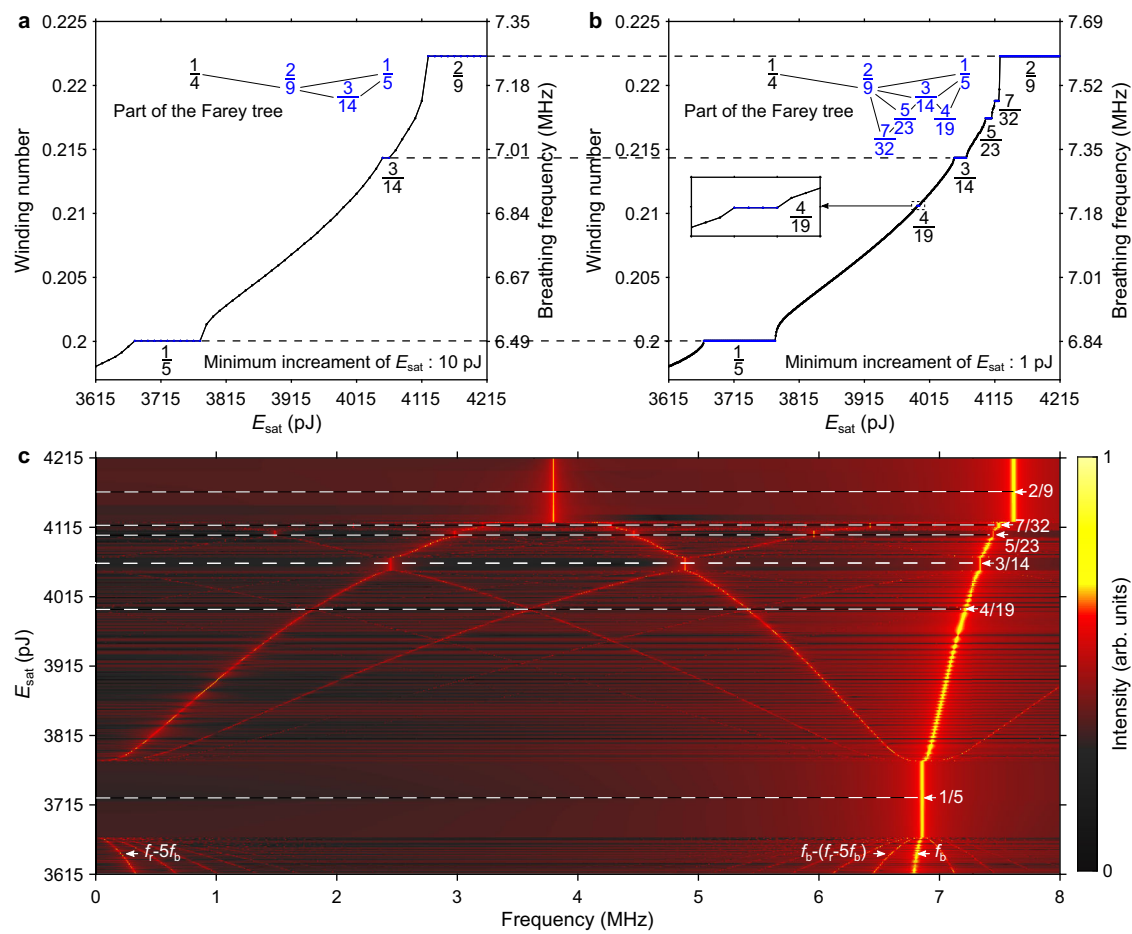 a
b
0.225
0.22
0.215
0.21
0.205
0.2
Winding number
7.35
7.18
7.01
6.84
6.67
6.49
Breathing frequency (MHz)
1/4
2/9
1/5
3/14
Part of the Farey tree
2/9
3/14
1/5
Minimum increament of E_sat : 10 pJ
3615 3715 3815 3915 4015 4115 4215
E_sat (pJ)
0.225
0.22
0.215
0.21
0.205
0.2
Winding number
7.69
7.52
7.35
7.18
7.01
6.84
Breathing frequency (MHz)
1/4
2/9
1/5
3/14
5/23
4/19
7/32
Part of the Farey tree
2/9
7/32
5/23
3/14
4/19
4/19
1/5
Minimum increament of E_sat : 1 pJ
3615 3715 3815 3915 4015 4115 4215
E_sat (pJ)
c
4215
4115
4015
3915
3815
3715
3615
E_sat (pJ)
2/9
7/32
5/23
3/14
4/19
1/5
f_r-5f_b
f_b-(f_r-5f_b)
f_b
0 1 2 3 4 5 6 7 8
Frequency (MHz)
1
0
Intensity (arb. units)